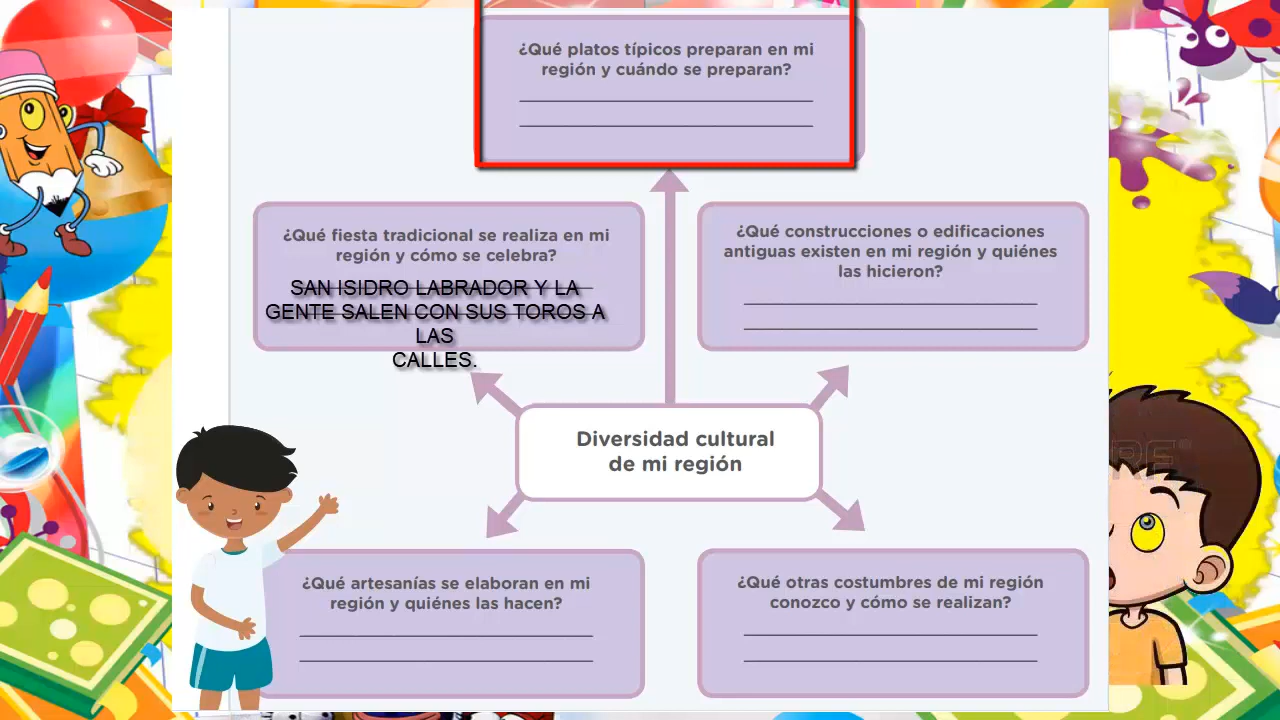 ¿Qué platos típicos preparan en mi
región y cuándo se preparan?
¿Qué fiesta tradicional se realiza en mi
región y cómo se celebra?
SAN ISIDRO LABRADOR Y LA
GENTE SALEN CON SUS TOROS A
LAS
CALLES.
¿Qué construcciones o edificaciones
antiguas existen en mi región y quiénes
las hicieron?
Diversidad cultural
de mi región
¿Qué artesanías se elaboran en mi
región y quiénes las hacen?
¿Qué otras costumbres de mi región
conozco y cómo se realizan?